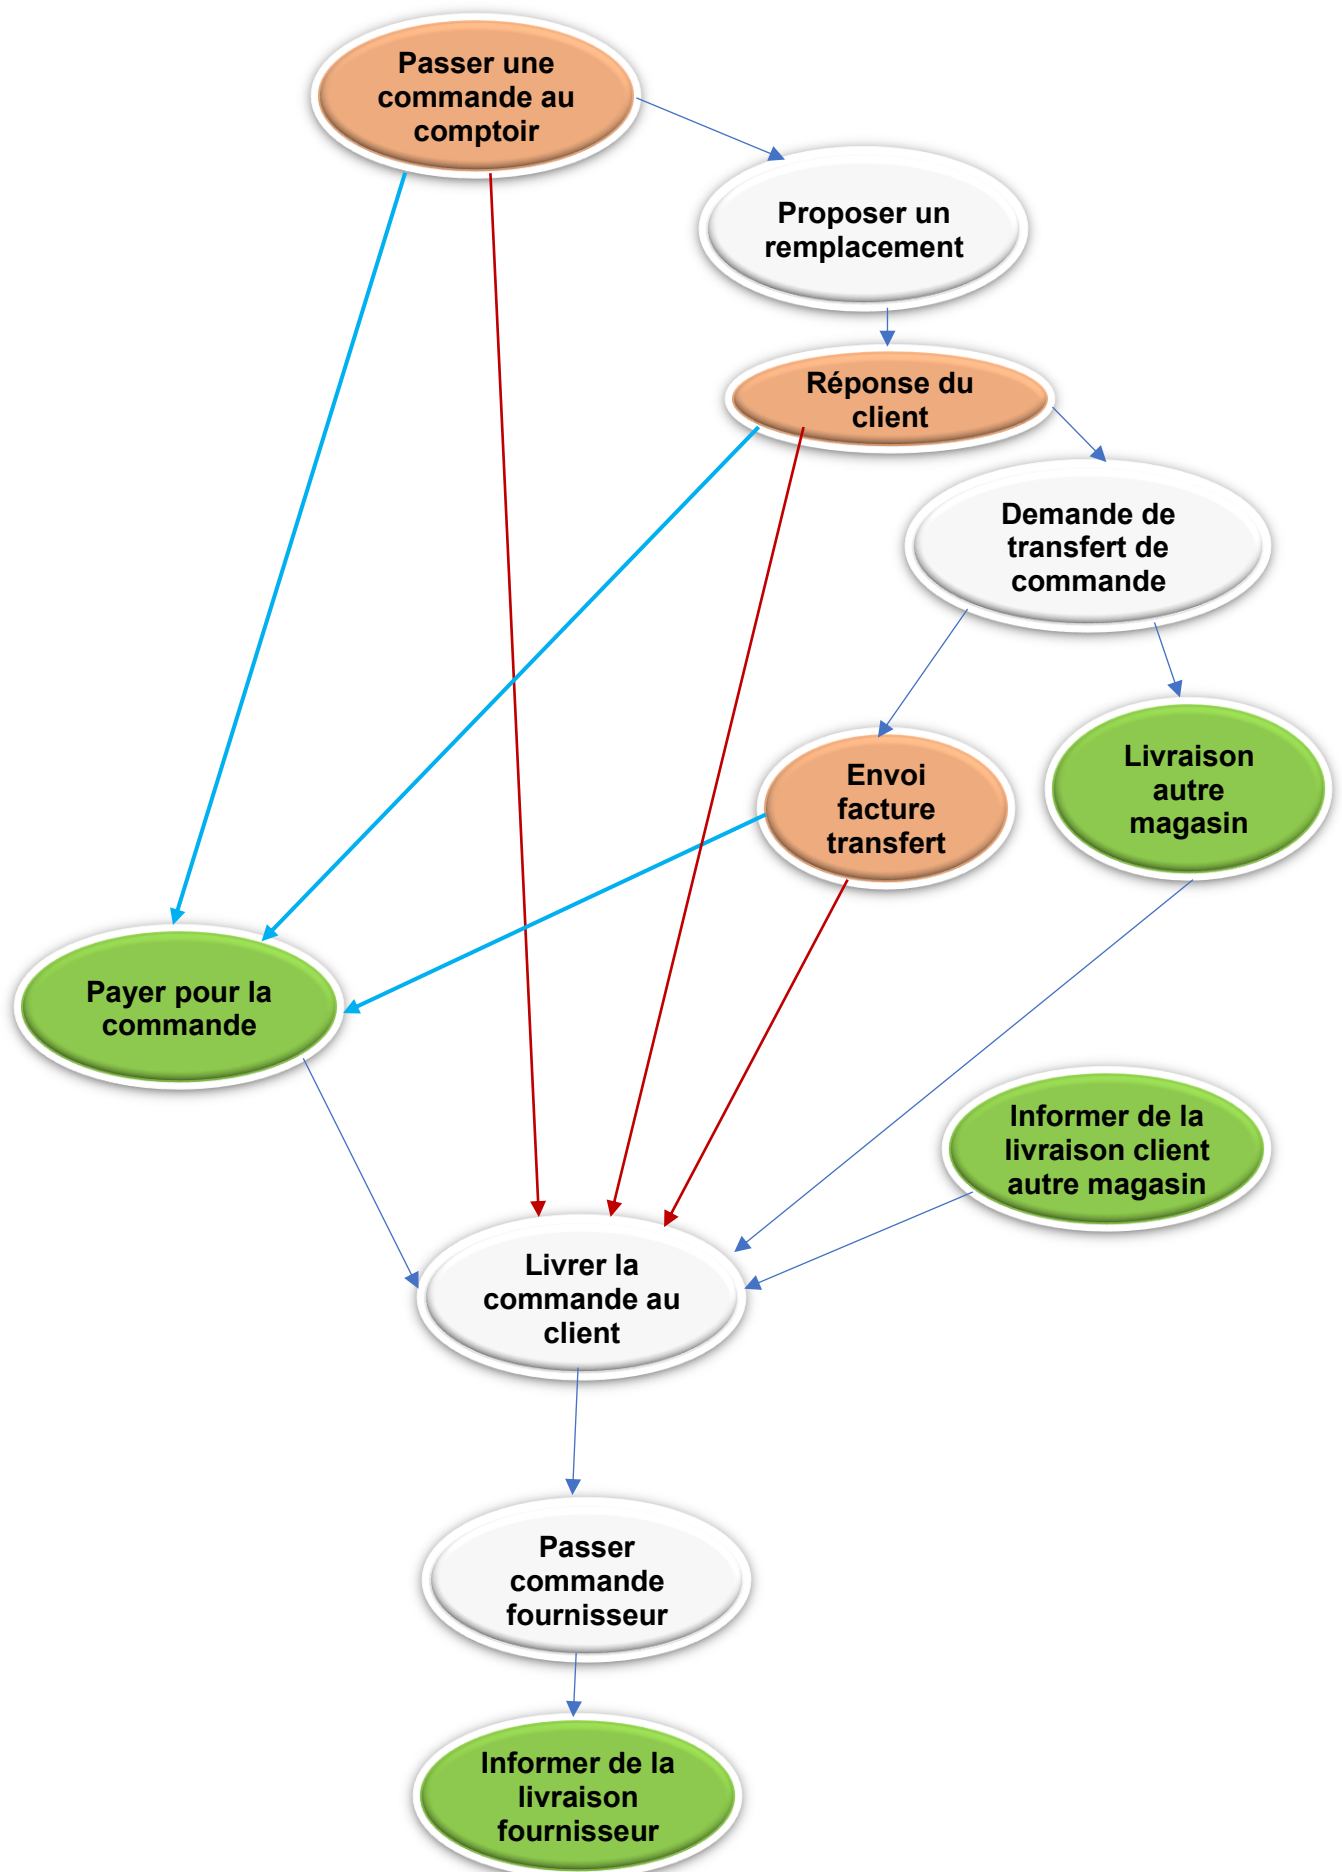 Passer une
commande au
comptoir
Proposer un
remplacement
Réponse du
client
Demande de
transfert de
commande
Envoi
facture
transfert
Livraison
autre
magasin
Payer pour la
commande
Informer de la
livraison client
autre magasin
Livrer la
commande au
client
Passer
commande
fournisseur
Informer de la
livraison
fournisseur